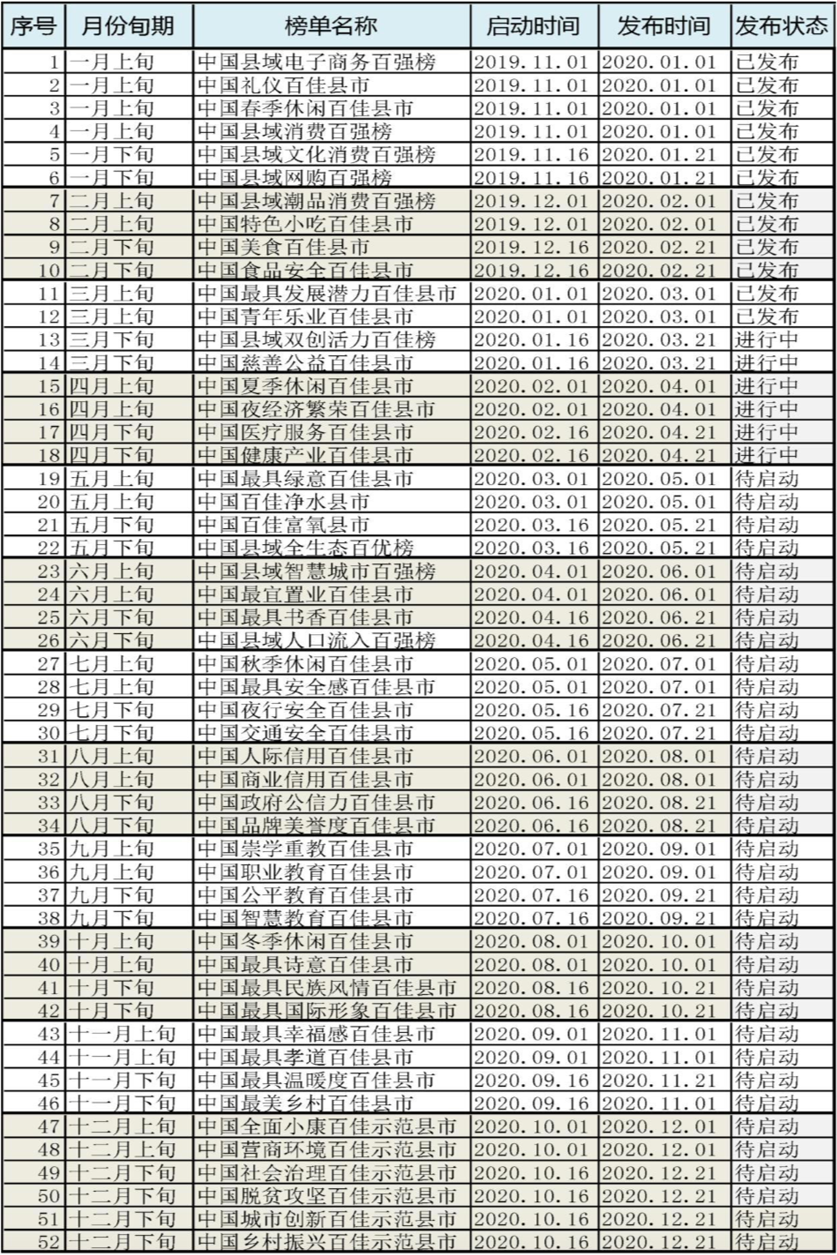 序号 月份旬期 榜单名称 启动时间 发布时间 发布状态
1 一月上旬 中国县域电子商务百强榜 2019.11.01 2020.01.01 已发布
2 一月上旬 中国礼仪百佳县市 2019.11.01 2020.01.01 已发布
3 一月上旬 中国春季休闲百佳县市 2019.11.01 2020.01.01 已发布
4 一月上旬 中国县域消费百强榜 2019.11.01 2020.01.01 已发布
5 一月下旬 中国县域文化消费百强榜 2019.11.16 2020.01.21 已发布
6 一月下旬 中国县域网购百强榜 2019.11.16 2020.01.21 已发布
7 二月上旬 中国县域潮品消费百强榜 2019.12.01 2020.02.01 已发布
8 二月上旬 中国特色小吃百佳县市 2019.12.01 2020.02.01 已发布
9 二月下旬 中国美食百佳县市 2019.12.16 2020.02.21 已发布
10 二月下旬 中国食品安全百佳县市 2019.12.16 2020.02.21 已发布
11 三月上旬 中国最具发展潜力百佳县市 2020.01.01 2020.03.01 已发布
12 三月上旬 中国青年乐业百佳县市 2020.01.01 2020.03.01 已发布
13 三月下旬 中国县域双创活力百佳榜 2020.01.16 2020.03.21 进行中
14 三月下旬 中国慈善公益百佳县市 2020.01.16 2020.03.21 进行中
15 四月上旬 中国夏季休闲百佳县市 2020.02.01 2020.04.01 进行中
16 四月上旬 中国夜经济繁荣百佳县市 2020.02.01 2020.04.01 进行中
17 四月下旬 中国医疗服务百佳县市 2020.02.16 2020.04.21 进行中
18 四月下旬 中国健康产业百佳县市 2020.02.16 2020.04.21 进行中
19 五月上旬 中国最具绿意百佳县市 2020.03.01 2020.05.01 待启动
20 五月上旬 中国百佳净水县市 2020.03.01 2020.05.01 待启动
21 五月下旬 中国百佳富氧县市 2020.03.16 2020.05.21 待启动
22 五月下旬 中国县域全生态百优榜 2020.03.16 2020.05.21 待启动
23 六月上旬 中国县域智慧城市百强榜 2020.04.01 2020.06.01 待启动
24 六月上旬 中国最宜置业百佳县市 2020.04.01 2020.06.01 待启动
25 六月下旬 中国最具书香百佳县市 2020.04.16 2020.06.21 待启动
26 六月下旬 中国县域人口流入百强榜 2020.04.16 2020.06.21 待启动
27 七月上旬 中国秋季休闲百佳县市 2020.05.01 2020.07.01 待启动
28 七月上旬 中国最具安全感百佳县市 2020.05.01 2020.07.01 待启动
29 七月下旬 中国夜行安全百佳县市 2020.05.16 2020.07.21 待启动
30 七月下旬 中国交通安全百佳县市 2020.05.16 2020.07.21 待启动
31 八月上旬 中国人际信用百佳县市 2020.06.01 2020.08.01 待启动
32 八月上旬 中国商业信用百佳县市 2020.06.01 2020.08.01 待启动
33 八月下旬 中国政府公信力百佳县市 2020.06.16 2020.08.21 待启动
34 八月下旬 中国品牌美誉度百佳县市 2020.06.16 2020.08.21 待启动
35 九月上旬 中国崇学重教百佳县市 2020.07.01 2020.09.01 待启动
36 九月上旬 中国职业教育百佳县市 2020.07.01 2020.09.01 待启动
37 九月下旬 中国公平教育百佳县市 2020.07.16 2020.09.21 待启动
38 九月下旬 中国智慧教育百佳县市 2020.07.16 2020.09.21 待启动
39 十月上旬 中国冬季休闲百佳县市 2020.08.01 2020.10.01 待启动
40 十月上旬 中国最具诗意百佳县市 2020.08.01 2020.10.01 待启动
41 十月下旬 中国最具民族风情百佳县市 2020.08.16 2020.10.21 待启动
42 十月下旬 中国最具国际形象百佳县市 2020.08.16 2020.10.21 待启动
43 十一月上旬 中国最具幸福感百佳县市 2020.09.01 2020.11.01 待启动
44 十一月上旬 中国最具孝道百佳县市 2020.09.01 2020.11.01 待启动
45 十一月下旬 中国最具温暖度百佳县市 2020.09.16 2020.11.21 待启动
46 十一月下旬 中国最美乡村百佳县市 2020.09.16 2020.11.01 待启动
47 十二月上旬 中国全面小康百佳示范县市 2020.10.01 2020.12.01 待启动
48 十二月上旬 中国营商环境百佳示范县市 2020.10.01 2020.12.01 待启动
49 十二月下旬 中国社会治理百佳示范县市 2020.10.16 2020.12.21 待启动
50 十二月下旬 中国脱贫攻坚百佳示范县市 2020.10.16 2020.12.21 待启动
51 十二月下旬 中国城市创新百佳示范县市 2020.10.16 2020.12.21 待启动
52 十二月下旬 中国乡村振兴百佳示范县市 2020.10.16 2020.12.21 待启动